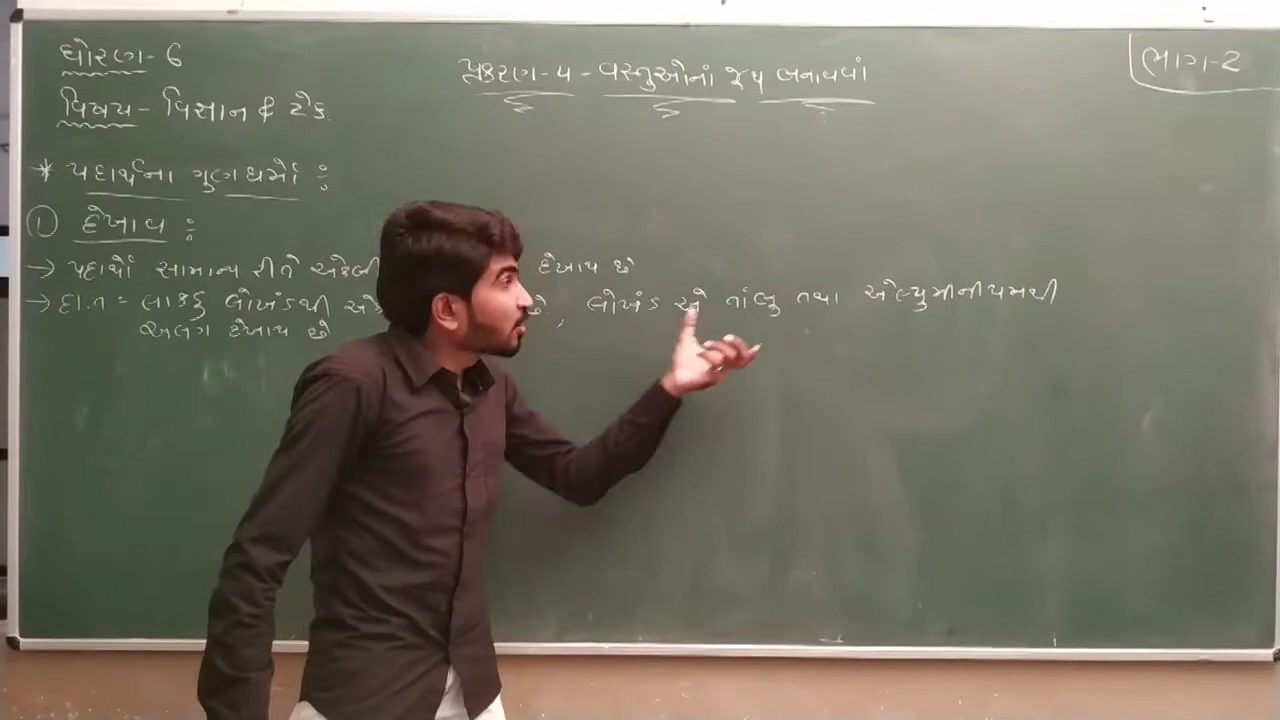 ધોરણ - 6
પ્રકરણ - 4 - વસ્તુઓનાં જૂથ બનાવવાં
ભાગ - 2
વિષય - વિજ્ઞાન & ટેક.
* પદાર્થના ગુણધર્મો :
① દેખાવ :
→ પદાર્થો સામાન્ય રીતે દેખાય છે
→ દા.ત = લાકડું લોખંડથી છે, લોખંડ એ તાંબુ તથા એલ્યુમીનીયમથી
અલગ દેખાય છે